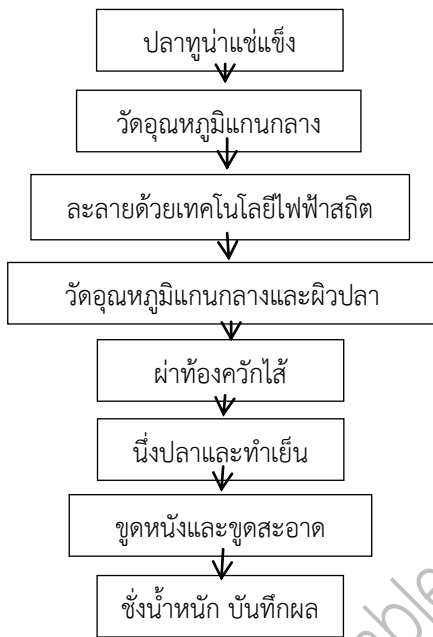 ปลาทูน่าแช่แข็ง
วัดอุณหภูมิแกนกลาง
ละลายด้วยเทคโนโลยีไฟฟ้าสถิต
วัดอุณหภูมิแกนกลางและผิวปลา
ผ่าท้องควักไส้
นึ่งปลาและทำเย็น
ขูดหนังและขูดสะอาด
ชั่งน้ำหนัก บันทึกผล